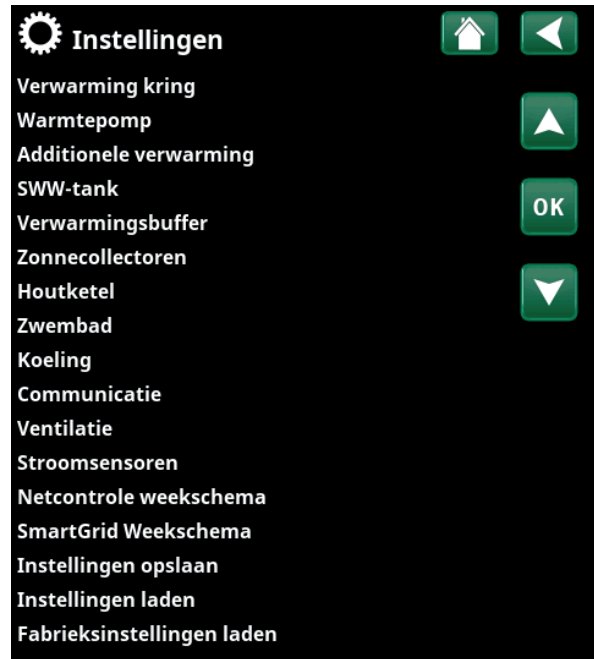 Instellingen
Verwarming kring
Warmtepomp
Additionele verwarming
SWW-tank
OK
Verwarmingsbuffer
Zonnecollectoren
Houtketel
Zwembad
Koeling
Communicatie
Ventilatie
Stroomsensoren
Netcontrole weekschema
SmartGrid Weekschema
Instellingen opslaan
Instellingen laden
Fabrieksinstellingen laden